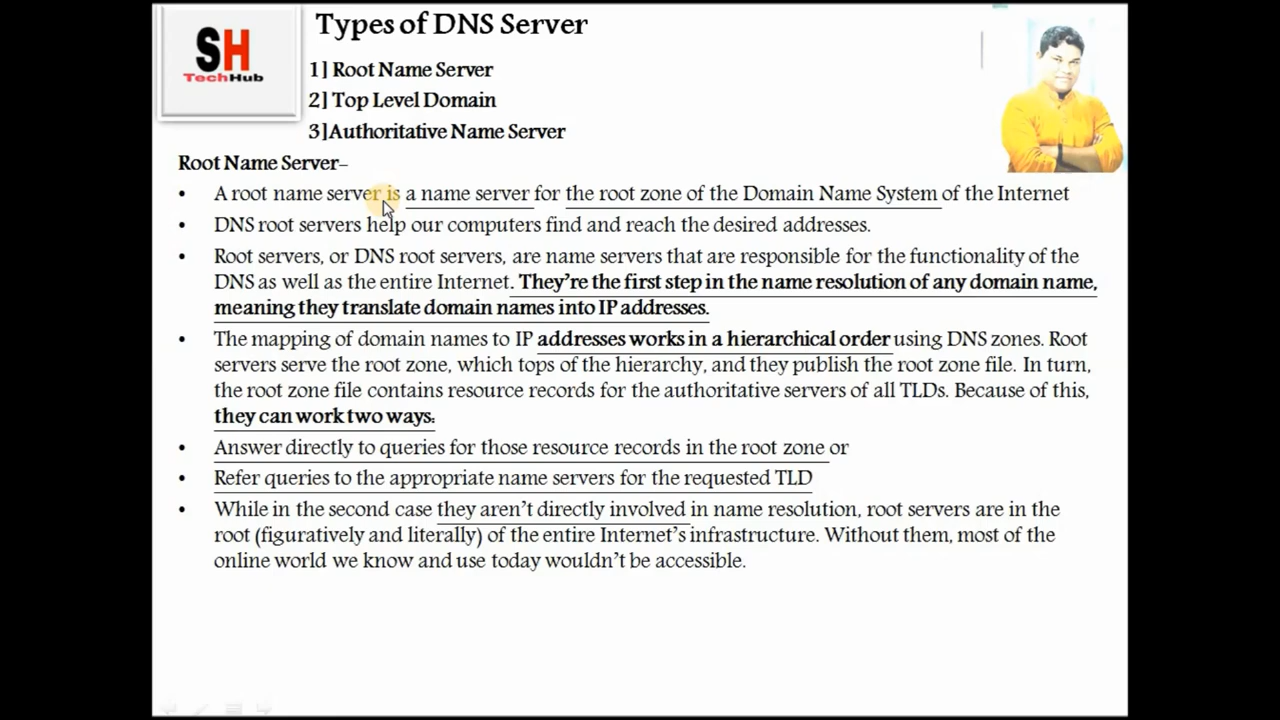 SH
TechHub
Types of DNS Server
1] Root Name Server
2] Top Level Domain
3]Authoritative Name Server
Root Name Server–
• A root name server is a name server for the root zone of the Domain Name System of the Internet
• DNS root servers help our computers find and reach the desired addresses.
• Root servers, or DNS root servers, are name servers that are responsible for the functionality of the
DNS as well as the entire Internet. They're the first step in the name resolution of any domain name,
meaning they translate domain names into IP addresses.
• The mapping of domain names to IP addresses works in a hierarchical order using DNS zones. Root
servers serve the root zone, which tops of the hierarchy, and they publish the root zone file. In turn,
the root zone file contains resource records for the authoritative servers of all TLDs. Because of this,
they can work two ways:
• Answer directly to queries for those resource records in the root zone or
• Refer queries to the appropriate name servers for the requested TLD
• While in the second case they aren't directly involved in name resolution, root servers are in the
root (figuratively and literally) of the entire Internet's infrastructure. Without them, most of the
online world we know and use today wouldn't be accessible.